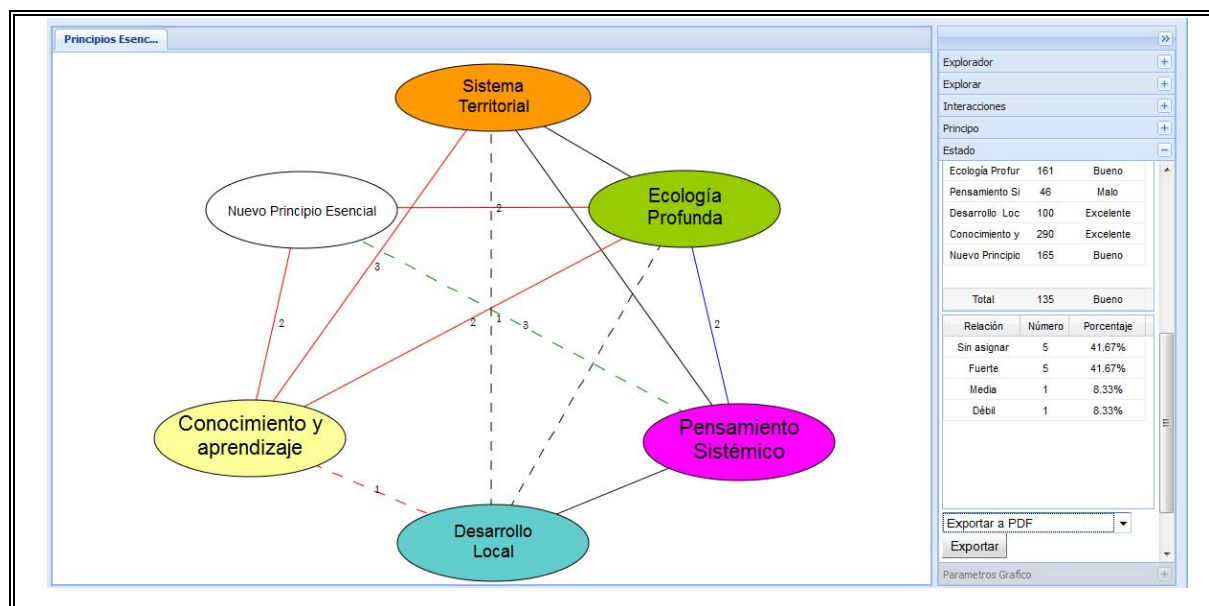 Principios Esenc...
Sistema
Territorial
Nuevo Principio Esencial
Ecología
Profunda
2
3
2
2
1
3
2
Conocimiento y
aprendizaje
Pensamiento
Sistémico
1
Desarrollo
Local
Explorador
Explorar
Interacciones
Principo
Estado
Ecología Profur 161 Bueno
Pensamiento Si 46 Malo
Desarrollo Loc 100 Excelente
Conocimiento y 290 Excelente
Nuevo Principio 165 Bueno
Total 135 Bueno
Relación Número Porcentaje
Sin asignar 5 41.67%
Fuerte 5 41.67%
Media 1 8.33%
Débil 1 8.33%
Exportar a PDF
Exportar
Parametros Grafico